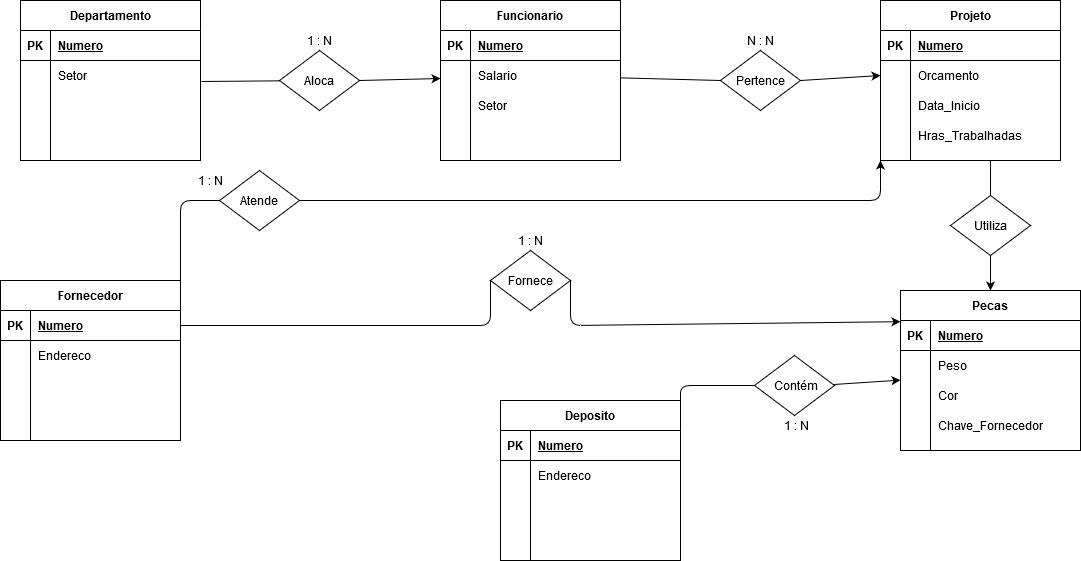 Departamento
PK Numero
Setor
1 : N
Aloca
Funcionario
PK Numero
Salario
Setor
N : N
Pertence
Projeto
PK Numero
Orcamento
Data_Inicio
Hras_Trabalhadas
1 : N
Atende
Utiliza
1 : N
Fornece
Fornecedor
PK Numero
Endereco
Pecas
PK Numero
Peso
Cor
Chave_Fornecedor
Contém
1 : N
Deposito
PK Numero
Endereco